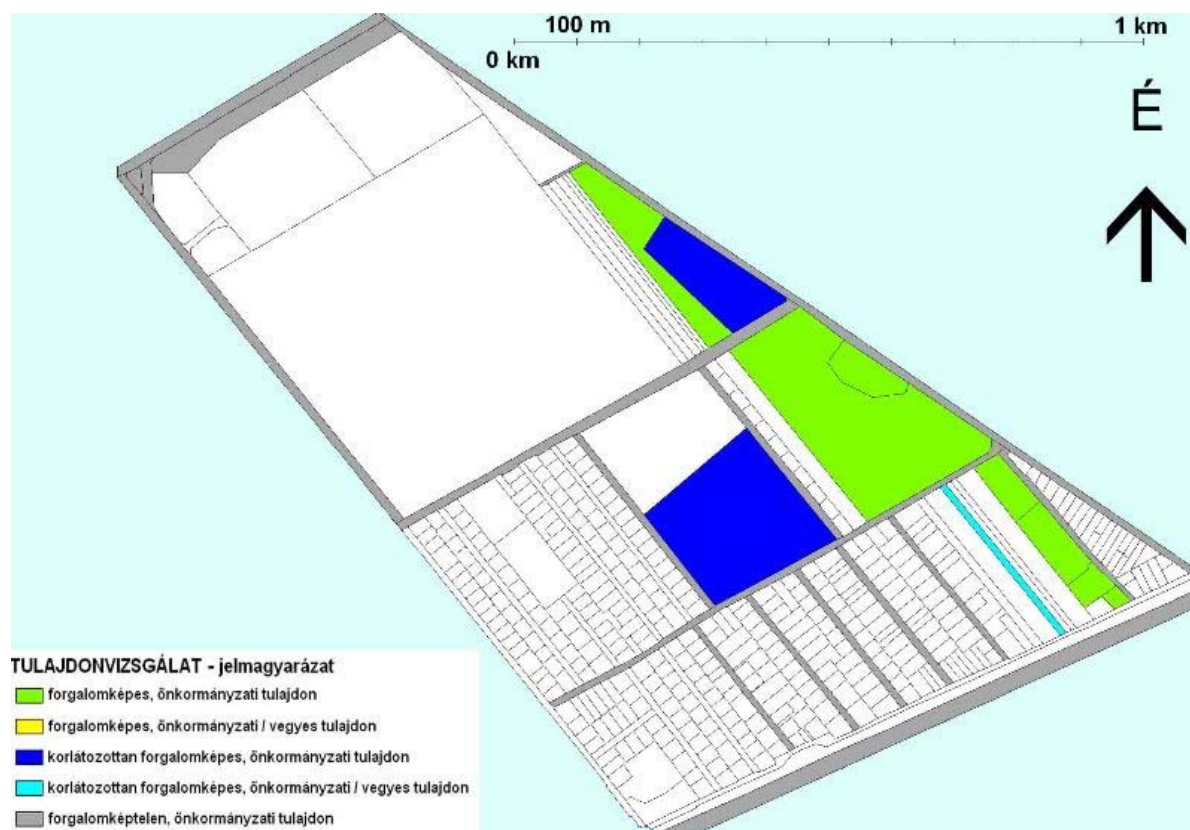 100 m
1 km
0 km
É
TULAJDONVIZSGÁLAT - jelmagyarázat
forgalomképes, önkormányzati tulajdon
forgalomképes, önkormányzati / vegyes tulajdon
korlátozottan forgalomképes, önkormányzati tulajdon
korlátozottan forgalomképes, önkormányzati / vegyes tulajdon
forgalomképtelen, önkormányzati tulajdon